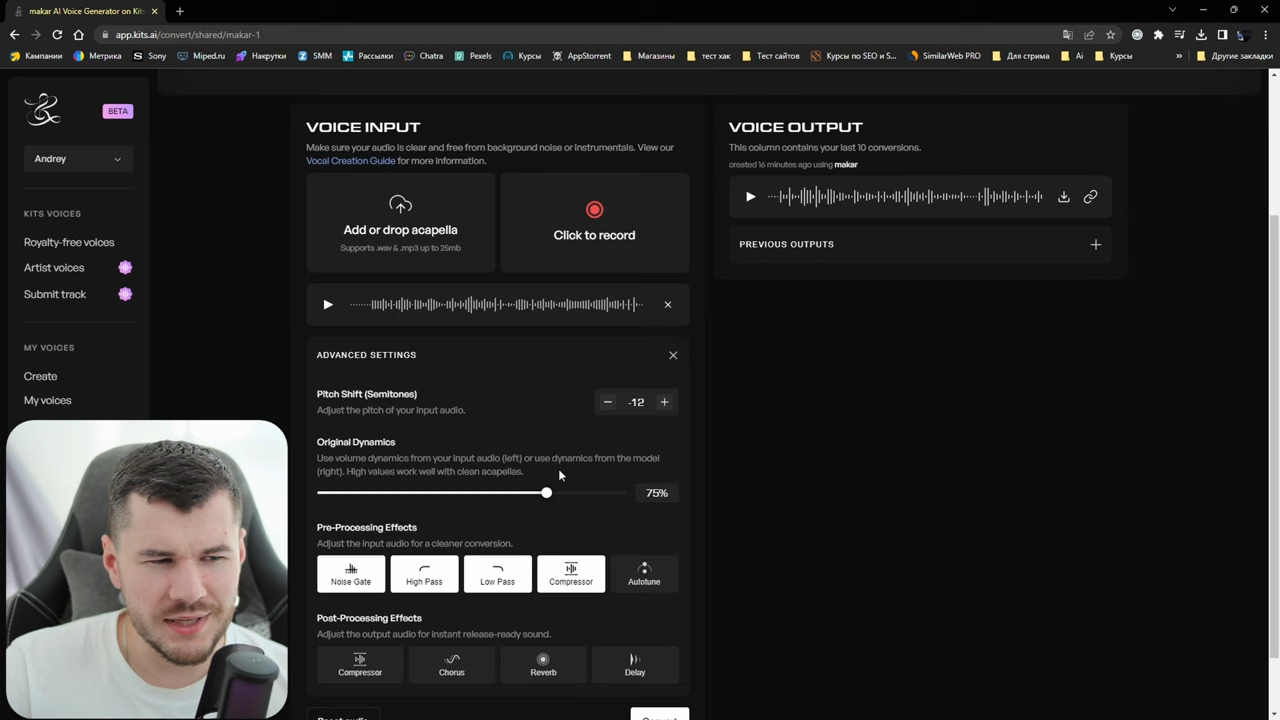 makar AI Voice Generator on Kits
app.kits.ai/convert/shared/makar-1
Кампании
Метрика
Sony
Miped.ru
Накрутки
SMM
Рассылки
Chatra
Pexels
Курсы
AppStorrent
Магазины
тест хак
Тест сайтов
Курсы по SEO и S...
SimilarWeb PRO
Для стрима
Ai
Курсы
»
Другие закладки
BETA
Andrey
KITS VOICES
Royalty-free voices
Artist voices
Submit track
MY VOICES
Create
My voices
VOICE INPUT
Make sure your audio is clear and free from background noise or instrumentals. View our
Vocal Creation Guide for more information.
Add or drop acapella
Supports .wav & .mp3 up to 25mb
Click to record
ADVANCED SETTINGS
Pitch Shift (Semitones)
Adjust the pitch of your input audio.
-12
Original Dynamics
Use volume dynamics from your input audio (left) or use dynamics from the model
(right). High values work well with clean acapellas.
75%
Pre-Processing Effects
Adjust the input audio for a cleaner conversion.
Noise Gate
High Pass
Low Pass
Compressor
Autotune
Post-Processing Effects
Adjust the output audio for instant release-ready sound.
Compressor
Chorus
Reverb
Delay
VOICE OUTPUT
This column contains your last 10 conversions.
created 16 minutes ago using makar
PREVIOUS OUTPUTS